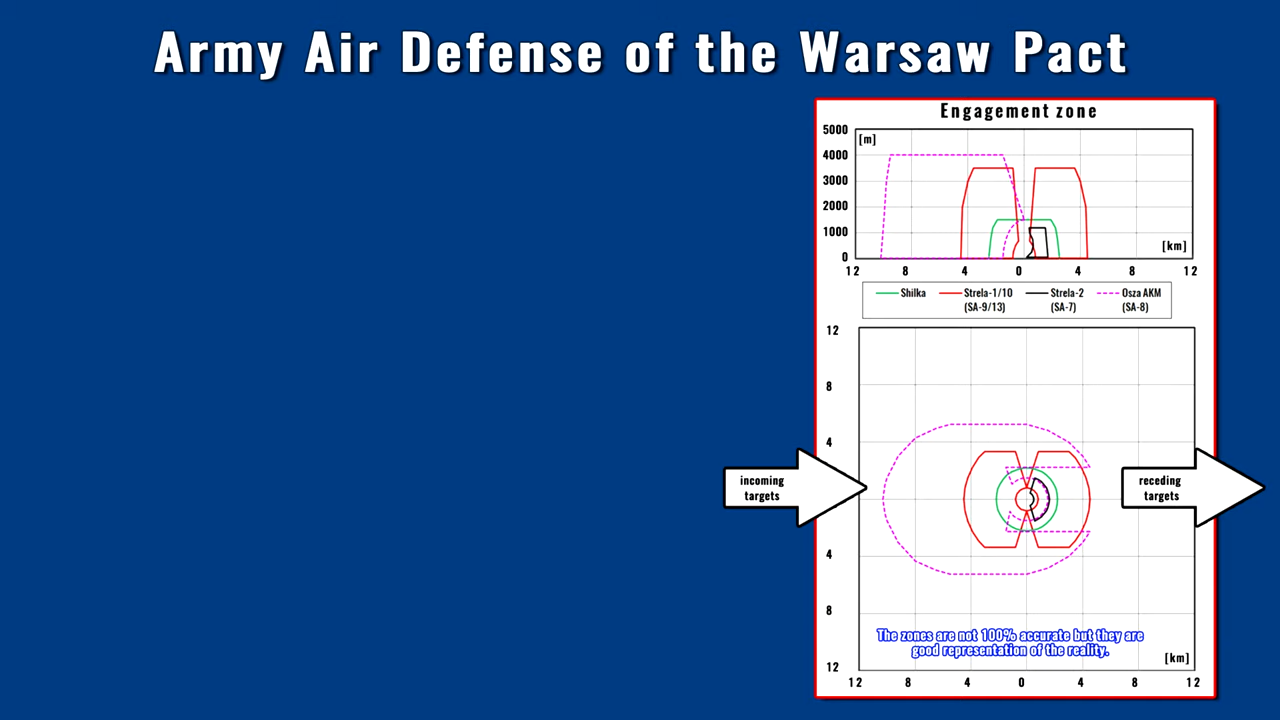 Army Air Defense of the Warsaw Pact
Engagement zone
5000
[m]
4000
3000
2000
1000
[km]
0
12 8 4 0 4 8 12
Shilka Strela-1/10 Strela-2 Osza AKM
(SA-9/13) (SA-7) (SA-8)
12
8
4
incoming
targets
receding
targets
4
8
The zones are not 100% accurate but they are
good representation of the reality.
[km]
12
12 8 4 0 4 8 12